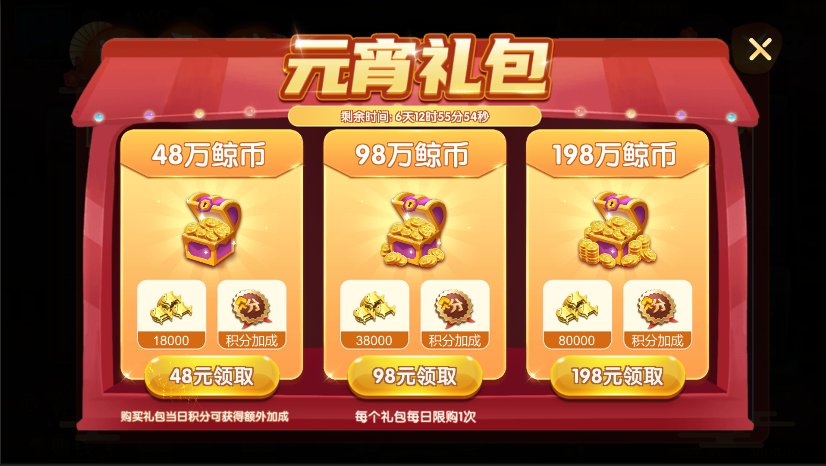 元宵礼包
剩余时间: 6天12时55分54秒
48万鲸币
98万鲸币
198万鲸币
18000
积分加成
38000
积分加成
80000
积分加成
48元领取
98元领取
198元领取
购买礼包当日积分可获得额外加成
每个礼包每日限购1次